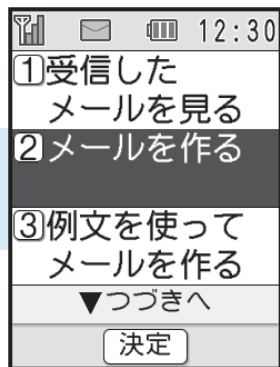 12:30
1受信した
メールを見る
2メールを作る
3例文を使って
メールを作る
▼つづきへ
決定